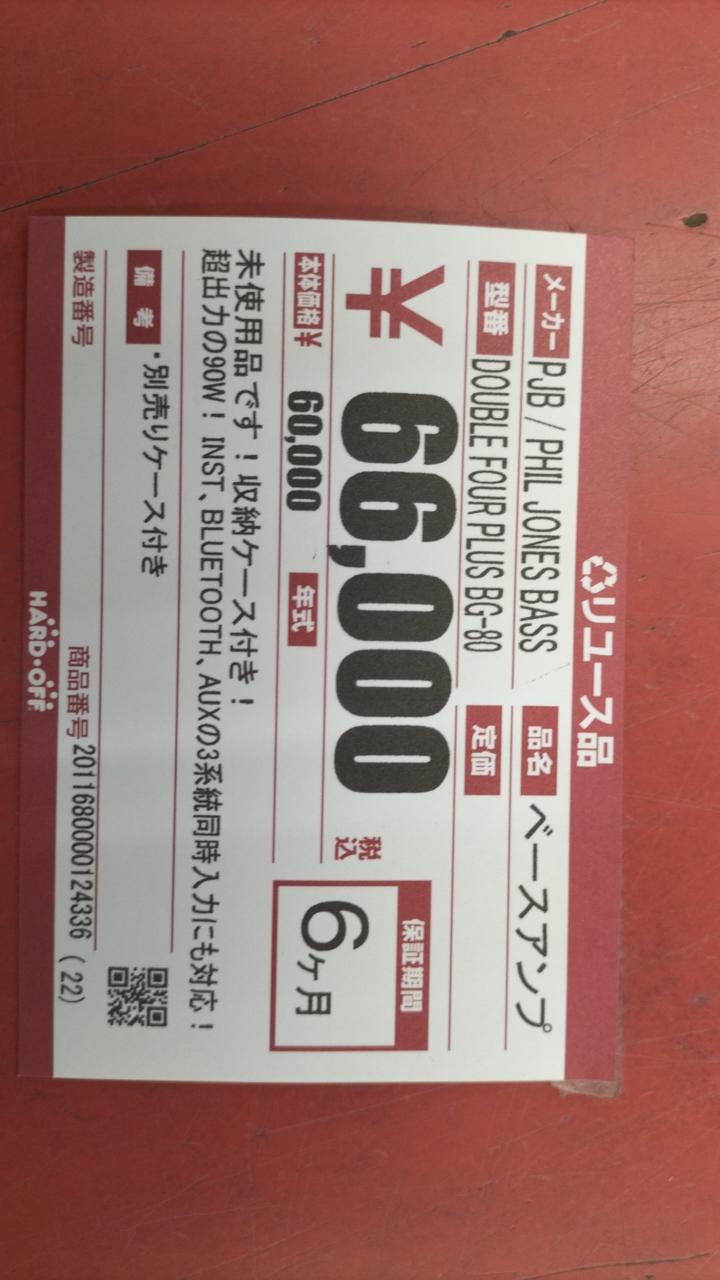 リユース品
メーカー PJB / PHIL JONES BASS 品名 ベースアンプ
型番 DOUBLE FOUR PLUS BG-80 定価
¥ 66,000 税込
保証期間
6ヶ月
本体価格¥ 60,000 年式
未使用品です！収納ケース付き！
超出力の90W！ INST、BLUETOOTH、AUXの3系統同時入力にも対応！
備考 ・別売りケース付き
製造番号 商品番号 2011680000124336 (22)
HARD・OFF